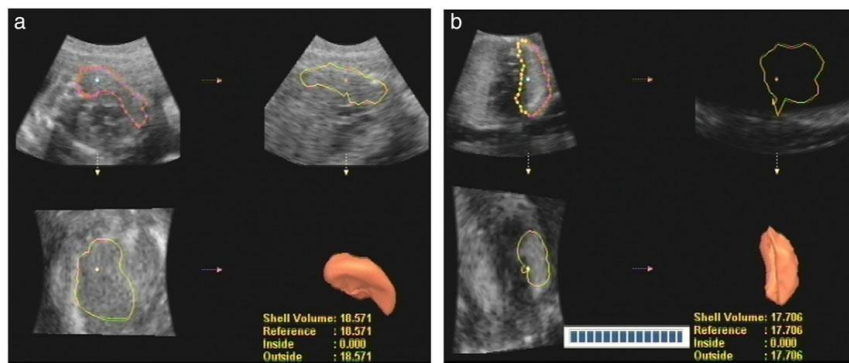 a
b
Shell Volume: 18.571
Reference : 18.571
Inside : 0.000
Outside : 18.571
Shell Volume: 17.706
Reference : 17.706
Inside : 0.000
Outside : 17.706